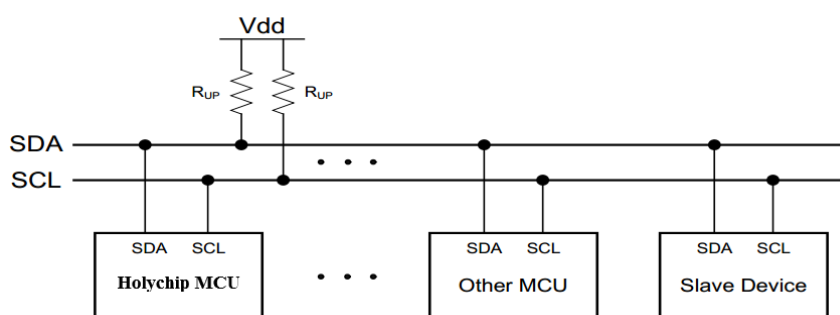 Vdd
RUP RUP
SDA
SCL
SDA SCL SDA SCL SDA SCL
Holychip MCU Other MCU Slave Device